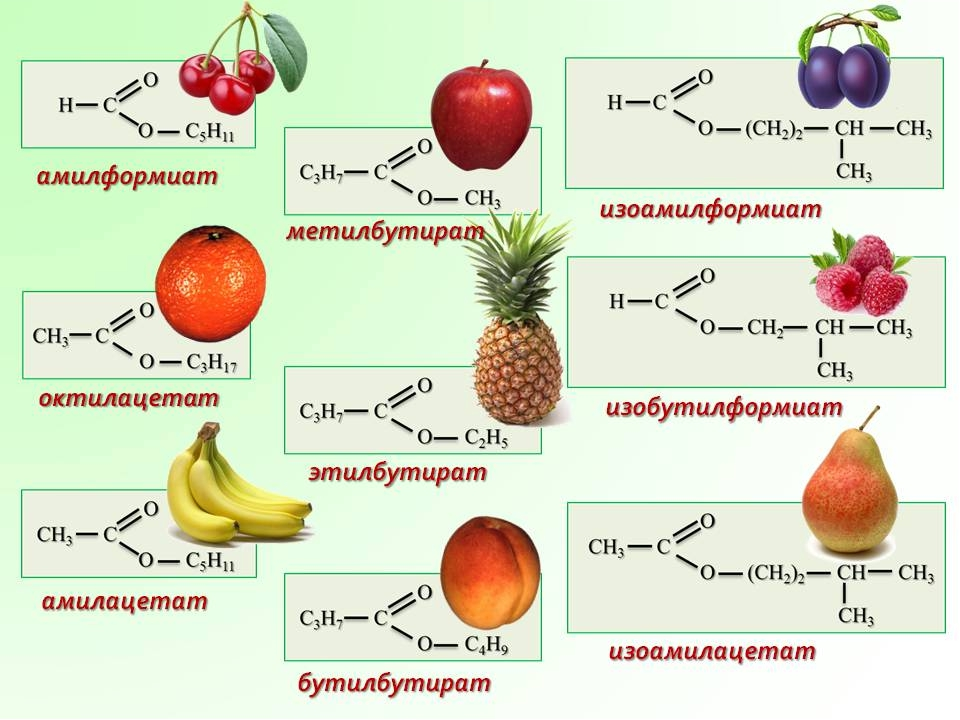 O
H—C
O—C₅H₁₁
амилформиат
O
C₃H₇—C
O—CH₃
метилбутират
O
H—C
O—(CH₂)₂—CH—CH₃
CH₃
изоамилформиат
O
CH₃—C
O—C₃H₁₇
октилацетат
O
C₃H₇—C
O—C₂H₅
этилбутират
O
H—C
O—CH₂—CH—CH₃
CH₃
изобутилформиат
O
CH₃—C
O—C₅H₁₁
амилацетат
O
C₃H₇—C
O—C₄H₉
бутилбутират
O
CH₃—C
O—(CH₂)₂—CH—CH₃
CH₃
изоамилацетат